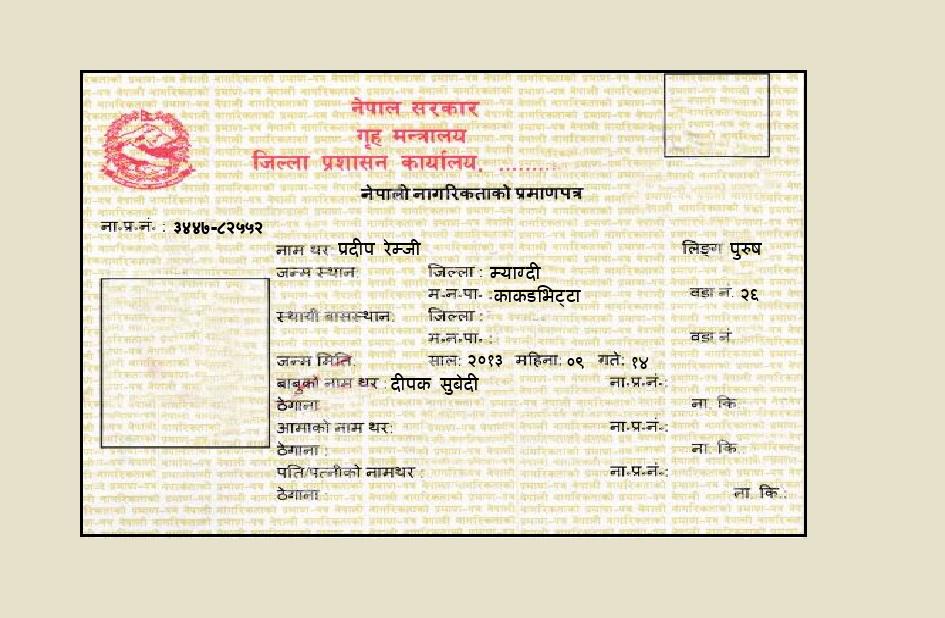 नेपाल सरकार
गृह मन्त्रालय
जिल्ला प्रशासन कार्यालय, ........
नेपाली नागरिकताको प्रमाणपत्र
ना.प्र.नं. : ३४४७-८२५५२
नाम थर: प्रदीप रेम्जी लिङ्ग पुरुष
जन्म स्थान: जिल्ला : म्याग्दी
म.न.पा. :काकडभिट्टा वडा नं. २६
स्थायी बासस्थान: जिल्ला :
म.न.पा. : वडा नं
जन्म मिति: साल: २०१३ महिना: ०९ गते: १४
बाबुको नाम थर : दीपक सुबेदी ना.प्र.नं.:
ठेगाना ना. कि.
आमाको नाम थर: ना.प्र.नं.:
ठेगाना : ना. कि.
पति/पत्नीको नामथर : ना.प्र.नं.:
ठेगाना : ना. कि.: